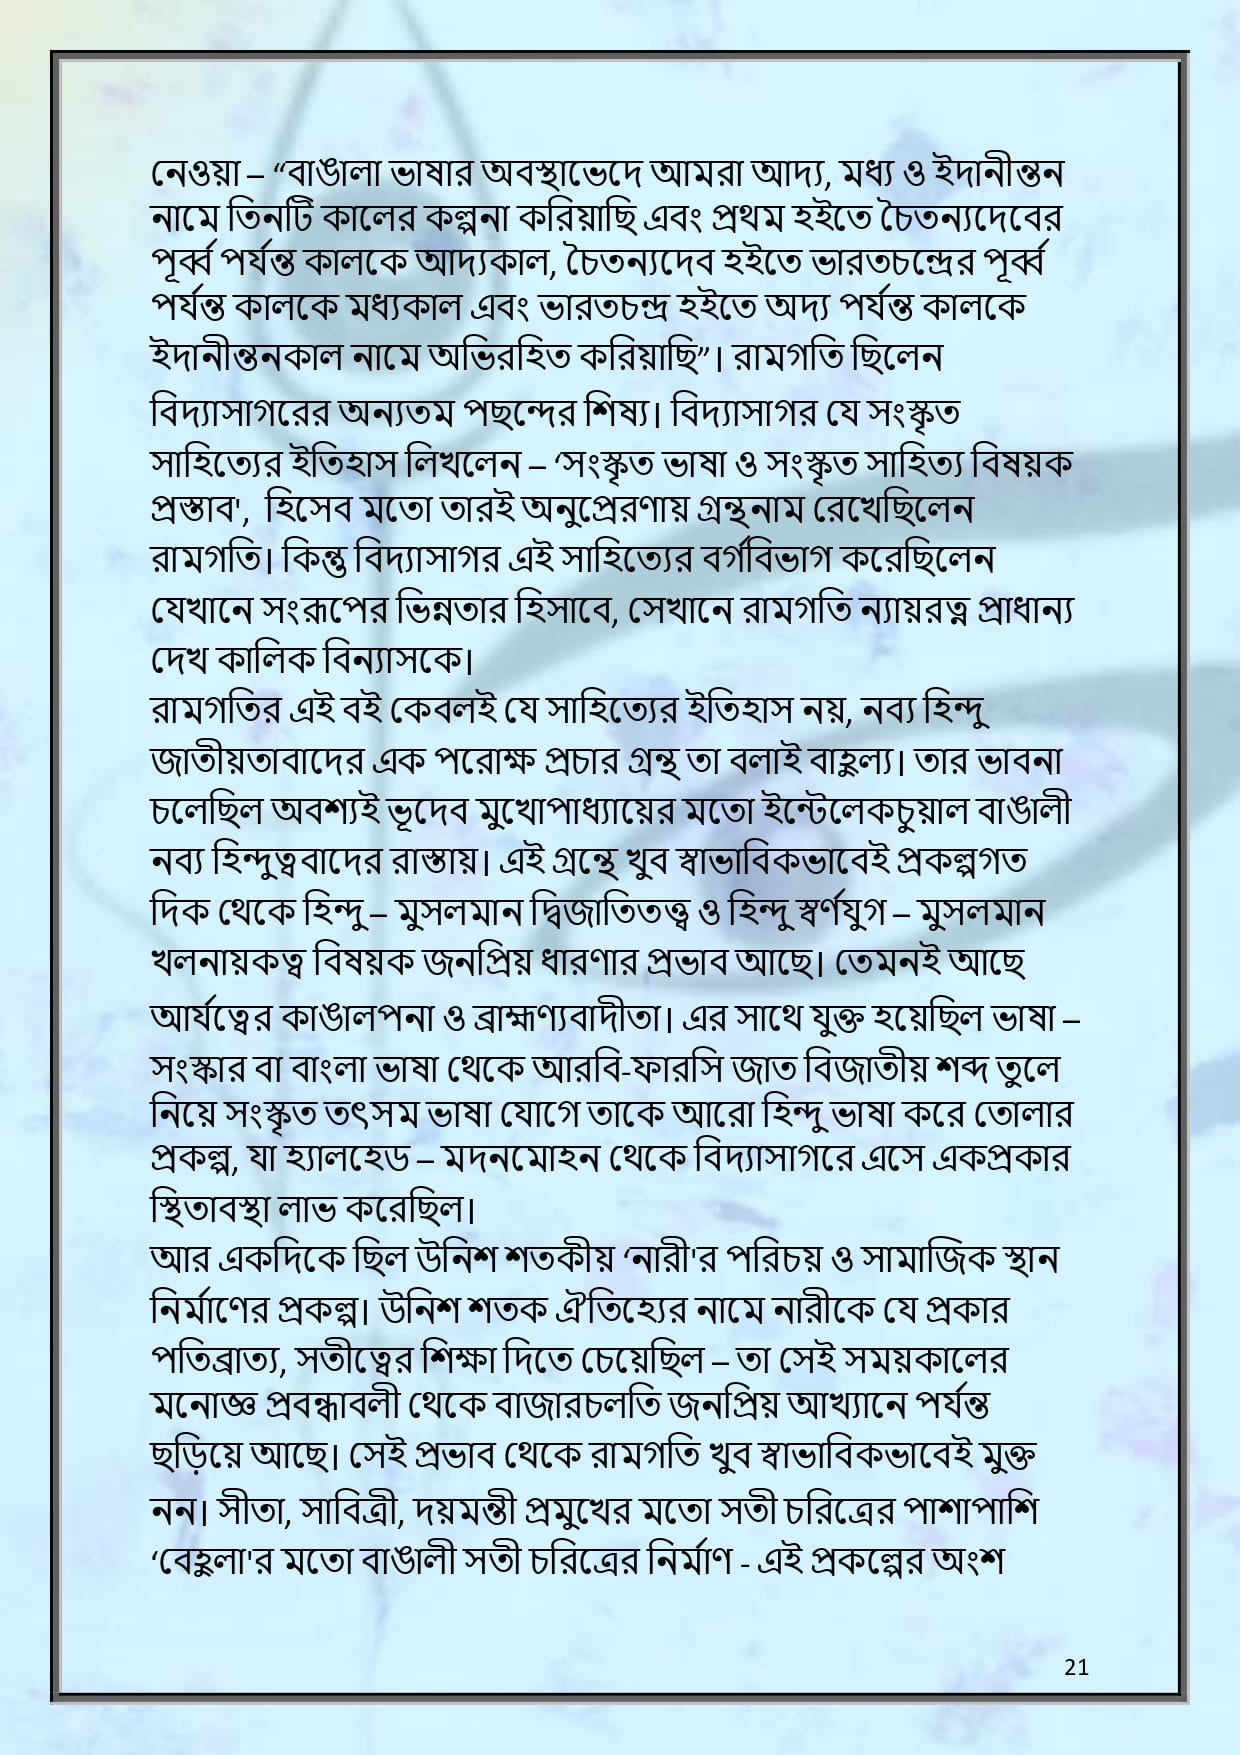 নেওয়া – “বাঙালা ভাষার অবস্থাভেদে আমরা আদ্য, মধ্য ও ইদানীন্তন
নামে তিনটি কালের কল্পনা করিয়াছি এবং প্রথম হইতে চৈতন্যদেবের
পূর্ব্ব পর্যন্ত কালকে আদ্যকাল, চৈতন্যদেব হইতে ভারতচন্দ্রের পূর্ব্ব
পর্যন্ত কালকে মধ্যকাল এবং ভারতচন্দ্র হইতে অদ্য পর্যন্ত কালকে
ইদানীন্তনকাল নামে অভিরহিত করিয়াছি”। রামগতি ছিলেন
বিদ্যাসাগরের অন্যতম পছন্দের শিষ্য। বিদ্যাসাগর যে সংস্কৃত
সাহিত্যের ইতিহাস লিখলেন – ‘সংস্কৃত ভাষা ও সংস্কৃত সাহিত্য বিষয়ক
প্রস্তাব', হিসেব মতো তারই অনুপ্রেরণায় গ্রন্থনাম রেখেছিলেন
রামগতি। কিন্তু বিদ্যাসাগর এই সাহিত্যের বর্গবিভাগ করেছিলেন
যেখানে সংরূপের ভিন্নতার হিসাবে, সেখানে রামগতি ন্যায়রত্ন প্রাধান্য
দেখ কালিক বিন্যাসকে।
রামগতির এই বই কেবলই যে সাহিত্যের ইতিহাস নয়, নব্য হিন্দু
জাতীয়তাবাদের এক পরোক্ষ প্রচার গ্রন্থ তা বলাই বাহুল্য। তার ভাবনা
চলেছিল অবশ্যই ভূদেব মুখোপাধ্যায়ের মতো ইন্টেলেকচুয়াল বাঙালী
নব্য হিন্দুত্ববাদের রাস্তায়। এই গ্রন্থে খুব স্বাভাবিকভাবেই প্রকল্পগত
দিক থেকে হিন্দু – মুসলমান দ্বিজাতিতত্ত্ব ও হিন্দু স্বর্ণযুগ – মুসলমান
খলনায়কত্ব বিষয়ক জনপ্রিয় ধারণার প্রভাব আছে। তেমনই আছে
আর্যত্বের কাঙালপনা ও ব্রাহ্মণ্যবাদীতা। এর সাথে যুক্ত হয়েছিল ভাষা –
সংস্কার বা বাংলা ভাষা থেকে আরবি-ফারসি জাত বিজাতীয় শব্দ তুলে
নিয়ে সংস্কৃত তৎসম ভাষা যোগে তাকে আরো হিন্দু ভাষা করে তোলার
প্রকল্প, যা হ্যালহেড – মদনমোহন থেকে বিদ্যাসাগরে এসে একপ্রকার
স্থিতাবস্থা লাভ করেছিল।
আর একদিকে ছিল উনিশ শতকীয় ‘নারী'র পরিচয় ও সামাজিক স্থান
নির্মাণের প্রকল্প। উনিশ শতক ঐতিহ্যের নামে নারীকে যে প্রকার
পতিব্রাত্য, সতীত্বের শিক্ষা দিতে চেয়েছিল – তা সেই সময়কালের
মনোজ্ঞ প্রবন্ধাবলী থেকে বাজারচলতি জনপ্রিয় আখ্যানে পর্যন্ত
ছড়িয়ে আছে। সেই প্রভাব থেকে রামগতি খুব স্বাভাবিকভাবেই মুক্ত
নন। সীতা, সাবিত্রী, দয়মন্তী প্রমুখের মতো সতী চরিত্রের পাশাপাশি
‘বেহুলা'র মতো বাঙালী সতী চরিত্রের নির্মাণ - এই প্রকল্পের অংশ
21